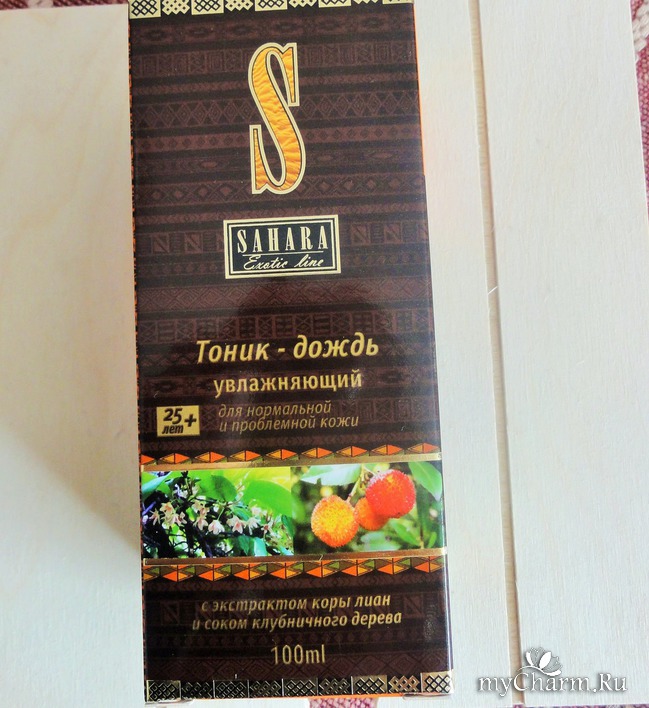 S
SAHARA
Exotic line
Тоник - дождь
увлажняющий
25+
лет
для нормальной
и проблемной кожи
с экстрактом коры лиан
и соком клубничного дерева
100ml
myCharm.Ru